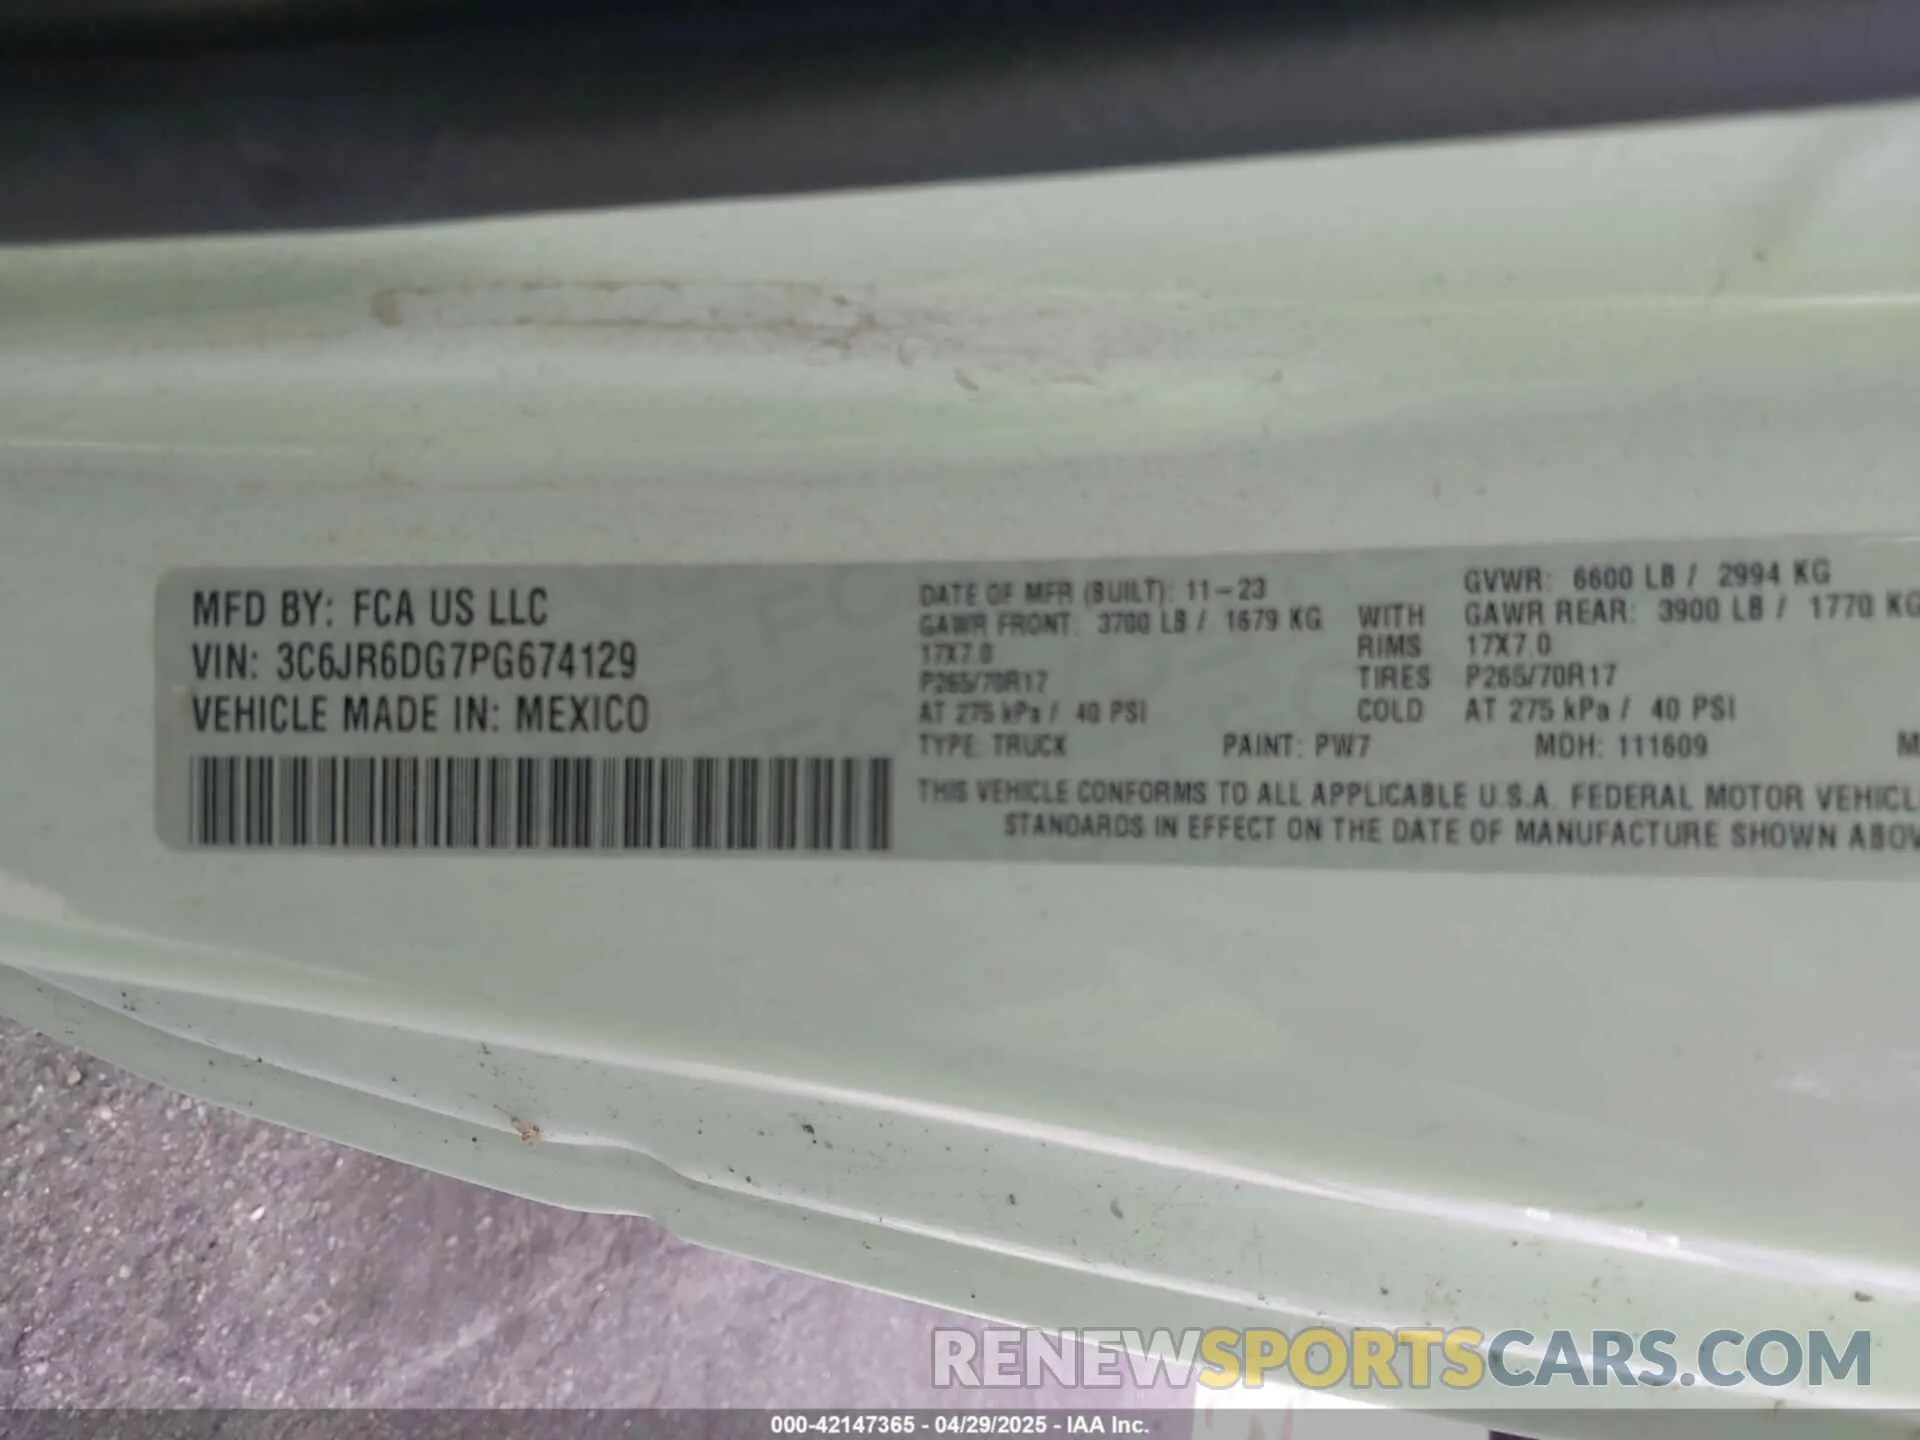 MFD BY: FCA US LLC
VIN: 3C6JR6DG7PG674129
VEHICLE MADE IN: MEXICO
DATE OF MFR (BUILT): 11-23 GVWR: 6600 LB / 2994 KG
GAWR FRONT: 3700 LB / 1679 KG WITH GAWR REAR: 3900 LB / 1770 KG
17X7.0 RIMS 17X7.0
P265/70R17 TIRES P265/70R17
AT 275 kPa / 40 PSI COLD AT 275 kPa / 40 PSI
TYPE: TRUCK PAINT: PW7 MDH: 111609 M
THIS VEHICLE CONFORMS TO ALL APPLICABLE U.S.A. FEDERAL MOTOR VEHICL
STANDARDS IN EFFECT ON THE DATE OF MANUFACTURE SHOWN ABOV
RENEWSPORTSCARS.COM
000-42147365 - 04/29/2025 - IAA Inc.